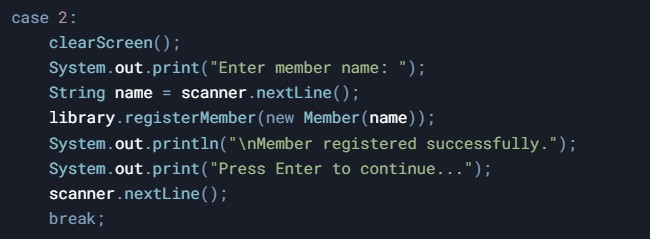 case 2:
    clearScreen();
    System.out.print("Enter member name: ");
    String name = scanner.nextLine();
    library.registerMember(new Member(name));
    System.out.println("\nMember registered successfully.");
    System.out.print("Press Enter to continue...");
    scanner.nextLine();
    break;